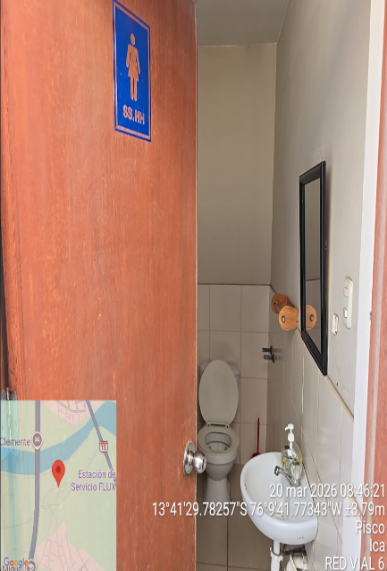 SS.HH
Clemente
Estación de
Servicio FLUX
Google
20 mar 2026 08:46:21
13°41'29.78257"S 76°9'41.77343"W ±3.79m
Pisco
Ica
RED VIAL 6